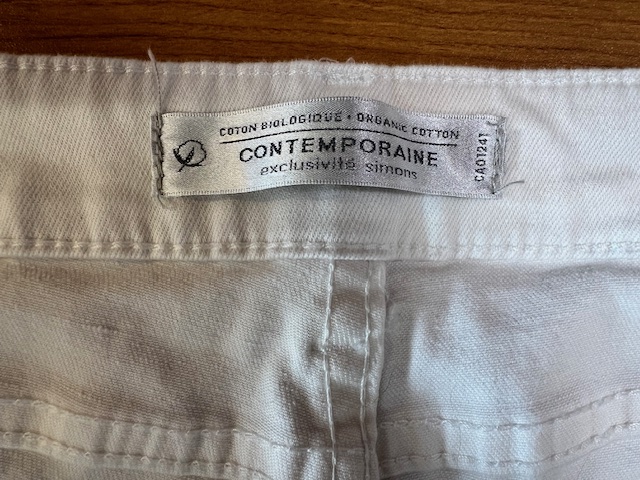 COTON BIOLOGIQUE • ORGANIC COTTON
CONTEMPORAINE
exclusivité simons
CA01241